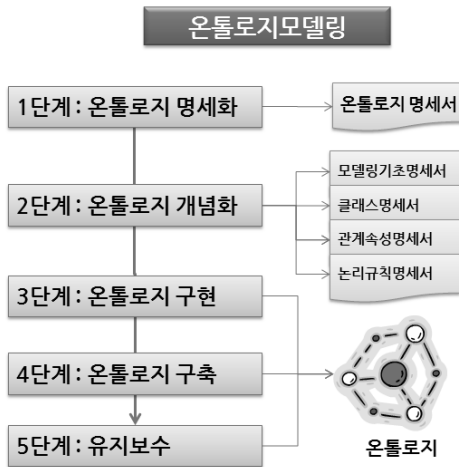 온톨로지모델링
1단계 : 온톨로지 명세화
온톨로지 명세서
2단계 : 온톨로지 개념화
모델링기초명세서
클래스명세서
관계속성명세서
논리규칙명세서
3단계 : 온톨로지 구현
4단계 : 온톨로지 구축
5단계 : 유지보수
온톨로지